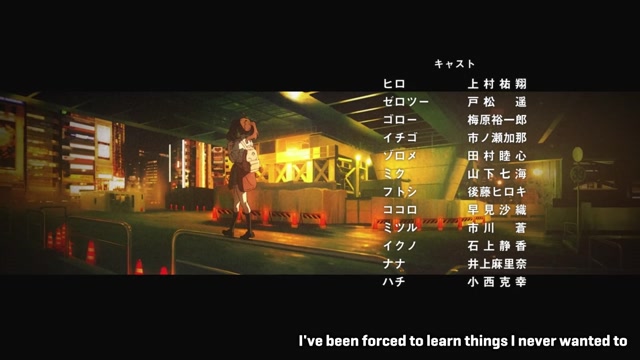 キャスト
ヒロ 上村祐翔
ゼロツー 戸松 遥
ゴロー 梅原裕一郎
イチゴ 市ノ瀬加那
ゾロメ 田村睦心
ミク 山下七海
フトシ 後藤ヒロキ
ココロ 早見沙織
ミツル 市川 蒼
イクノ 石上静香
ナナ 井上麻里奈
ハチ 小西克幸
I've been forced to learn things I never wanted to